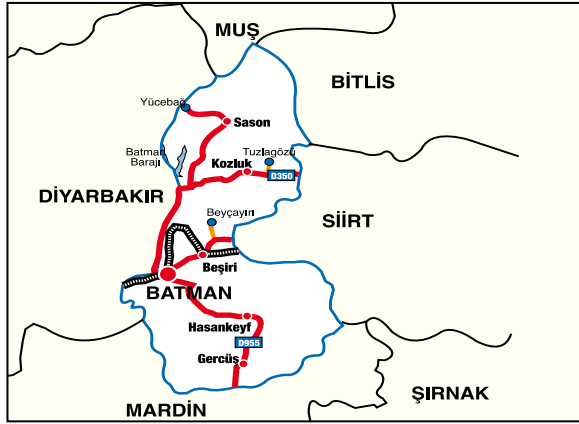 MUŞ
BİTLİS
Yücebağ
Sason
Batman
Barajı
Tuzlagözü
Kozluk
D350
DİYARBAKIR
Beyçayırı
SİİRT
Beşiri
BATMAN
Hasankeyf
D955
Gercüş
ŞIRNAK
MARDİN